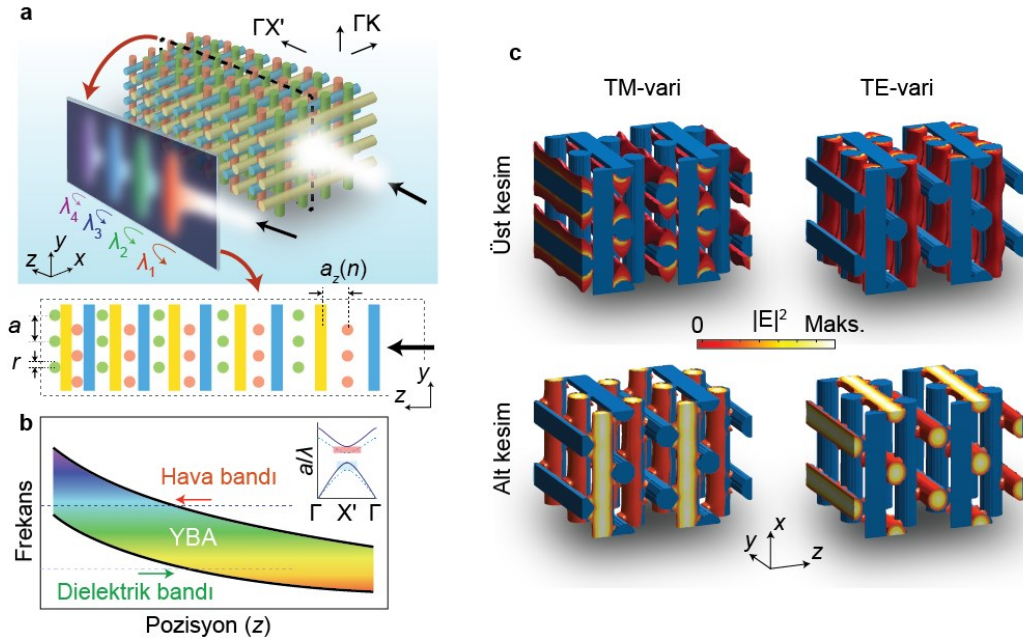 a
ΓX' ΓK
λ4
λ3
λ2
λ1
y
z x
az(n)
a
r
y
z
b
Frekans
Hava bandı
YBA
Dielektrik bandı
a/λ
Γ X' Γ
Pozisyon (z)
c
TM-vari TE-vari
Üst kesim
0 |E|² Maks.
Alt kesim
x
y z